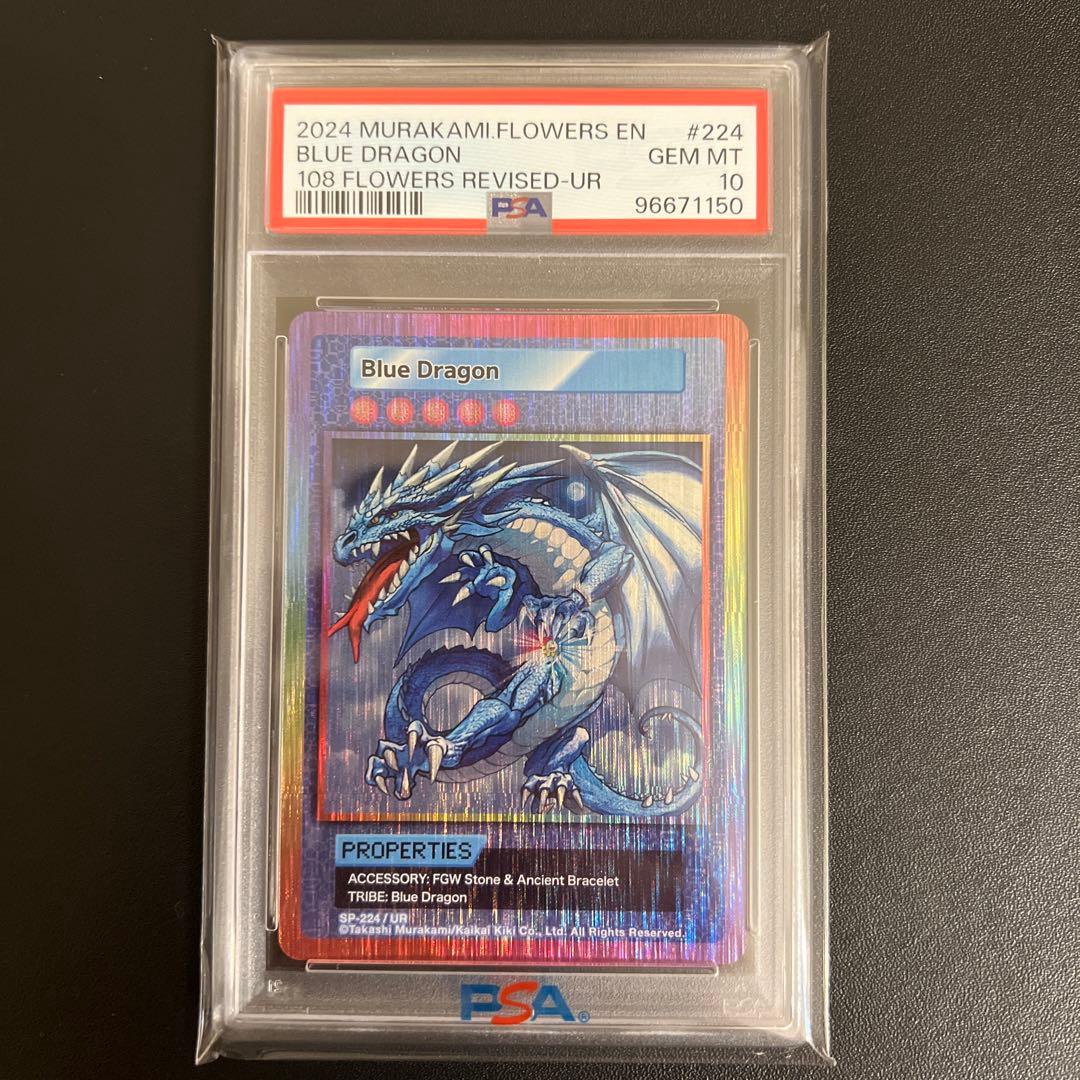 2024 MURAKAMI.FLOWERS EN #224
BLUE DRAGON GEM MT
108 FLOWERS REVISED-UR 10
PSA 96671150
Blue Dragon
PROPERTIES
ACCESSORY: FGW Stone & Ancient Bracelet
TRIBE: Blue Dragon
SP-224 / UR
©Takashi Murakami/Kaikai Kiki Co., Ltd. All Rights Reserved.
PSA®